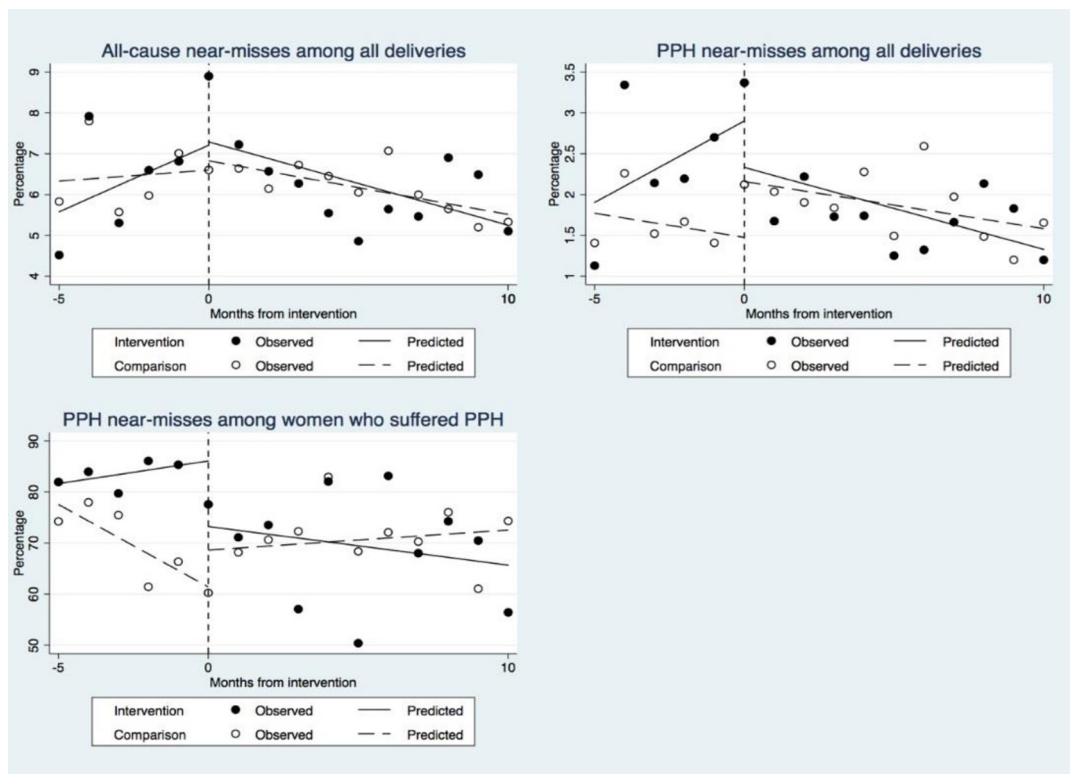 All-cause near-misses among all deliveries
9
8
7
6
5
4
Percentage
-5 0 10
Months from intervention
Intervention Observed Predicted
Comparison Observed Predicted
PPH near-misses among all deliveries
3.5
3
2.5
2
1.5
1
Percentage
-5 0 10
Months from intervention
Intervention Observed Predicted
Comparison Observed Predicted
PPH near-misses among women who suffered PPH
90
80
70
60
50
Percentage
-5 0 10
Months from intervention
Intervention Observed Predicted
Comparison Observed Predicted